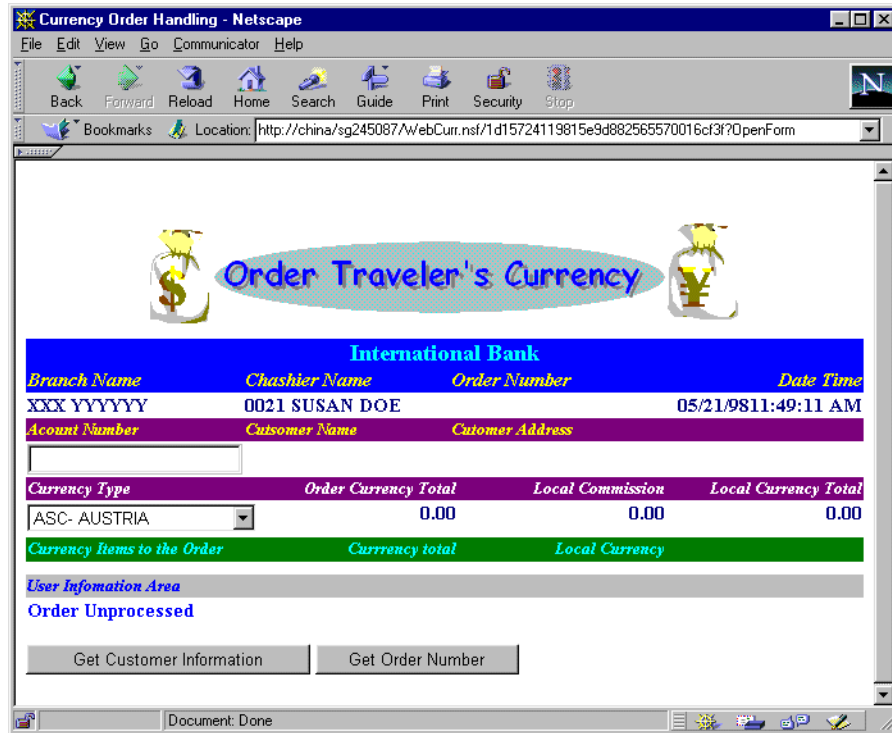 Currency Order Handling - Netscape
File Edit View Go Communicator Help
Back Forward Reload Home Search Guide Print Security Stop
N
Bookmarks Location: http://china/sg245087/WebCurr.nsf/1d15724119815e9d882565570016cf3f?OpenForm
$ Order Traveler's Currency ¥
International Bank
Branch Name Chashier Name Order Number Date Time
XXX YYYYYY 0021 SUSAN DOE 05/21/9811:49:11 AM
Acount Number Cutsomer Name Cutomer Address
Currency Type Order Currency Total Local Commission Local Currency Total
ASC- AUSTRIA 0.00 0.00 0.00
Currency Items to the Order Currrency total Local Currency
User Infomation Area
Order Unprocessed
Get Customer Information Get Order Number
Document: Done